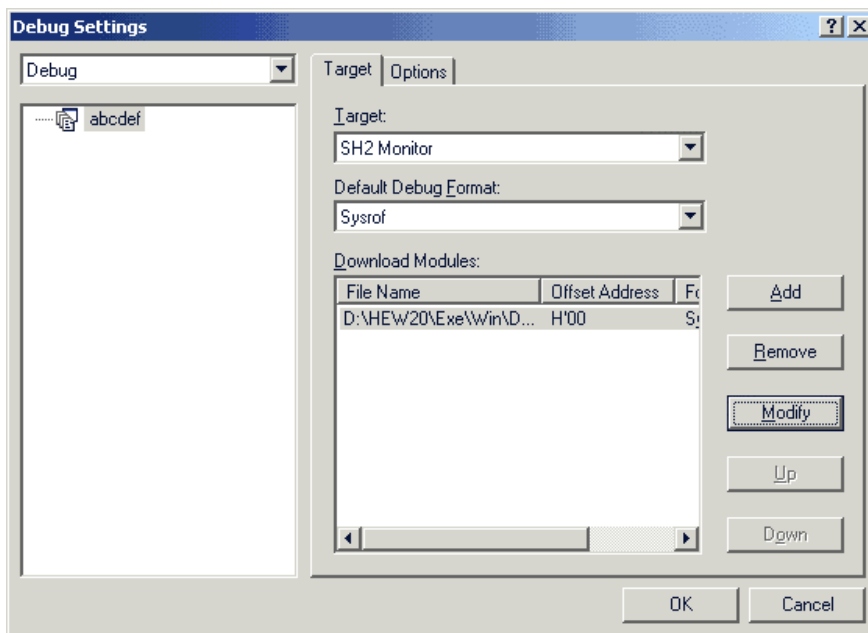 Debug Settings
Debug
abcdef
Target Options
Target:
SH2 Monitor
Default Debug Format:
Sysrof
Download Modules:
File Name Offset Address
D:\HEW20\Exe\Win\D... H'00
Add
Remove
Modify
Up
Down
OK Cancel